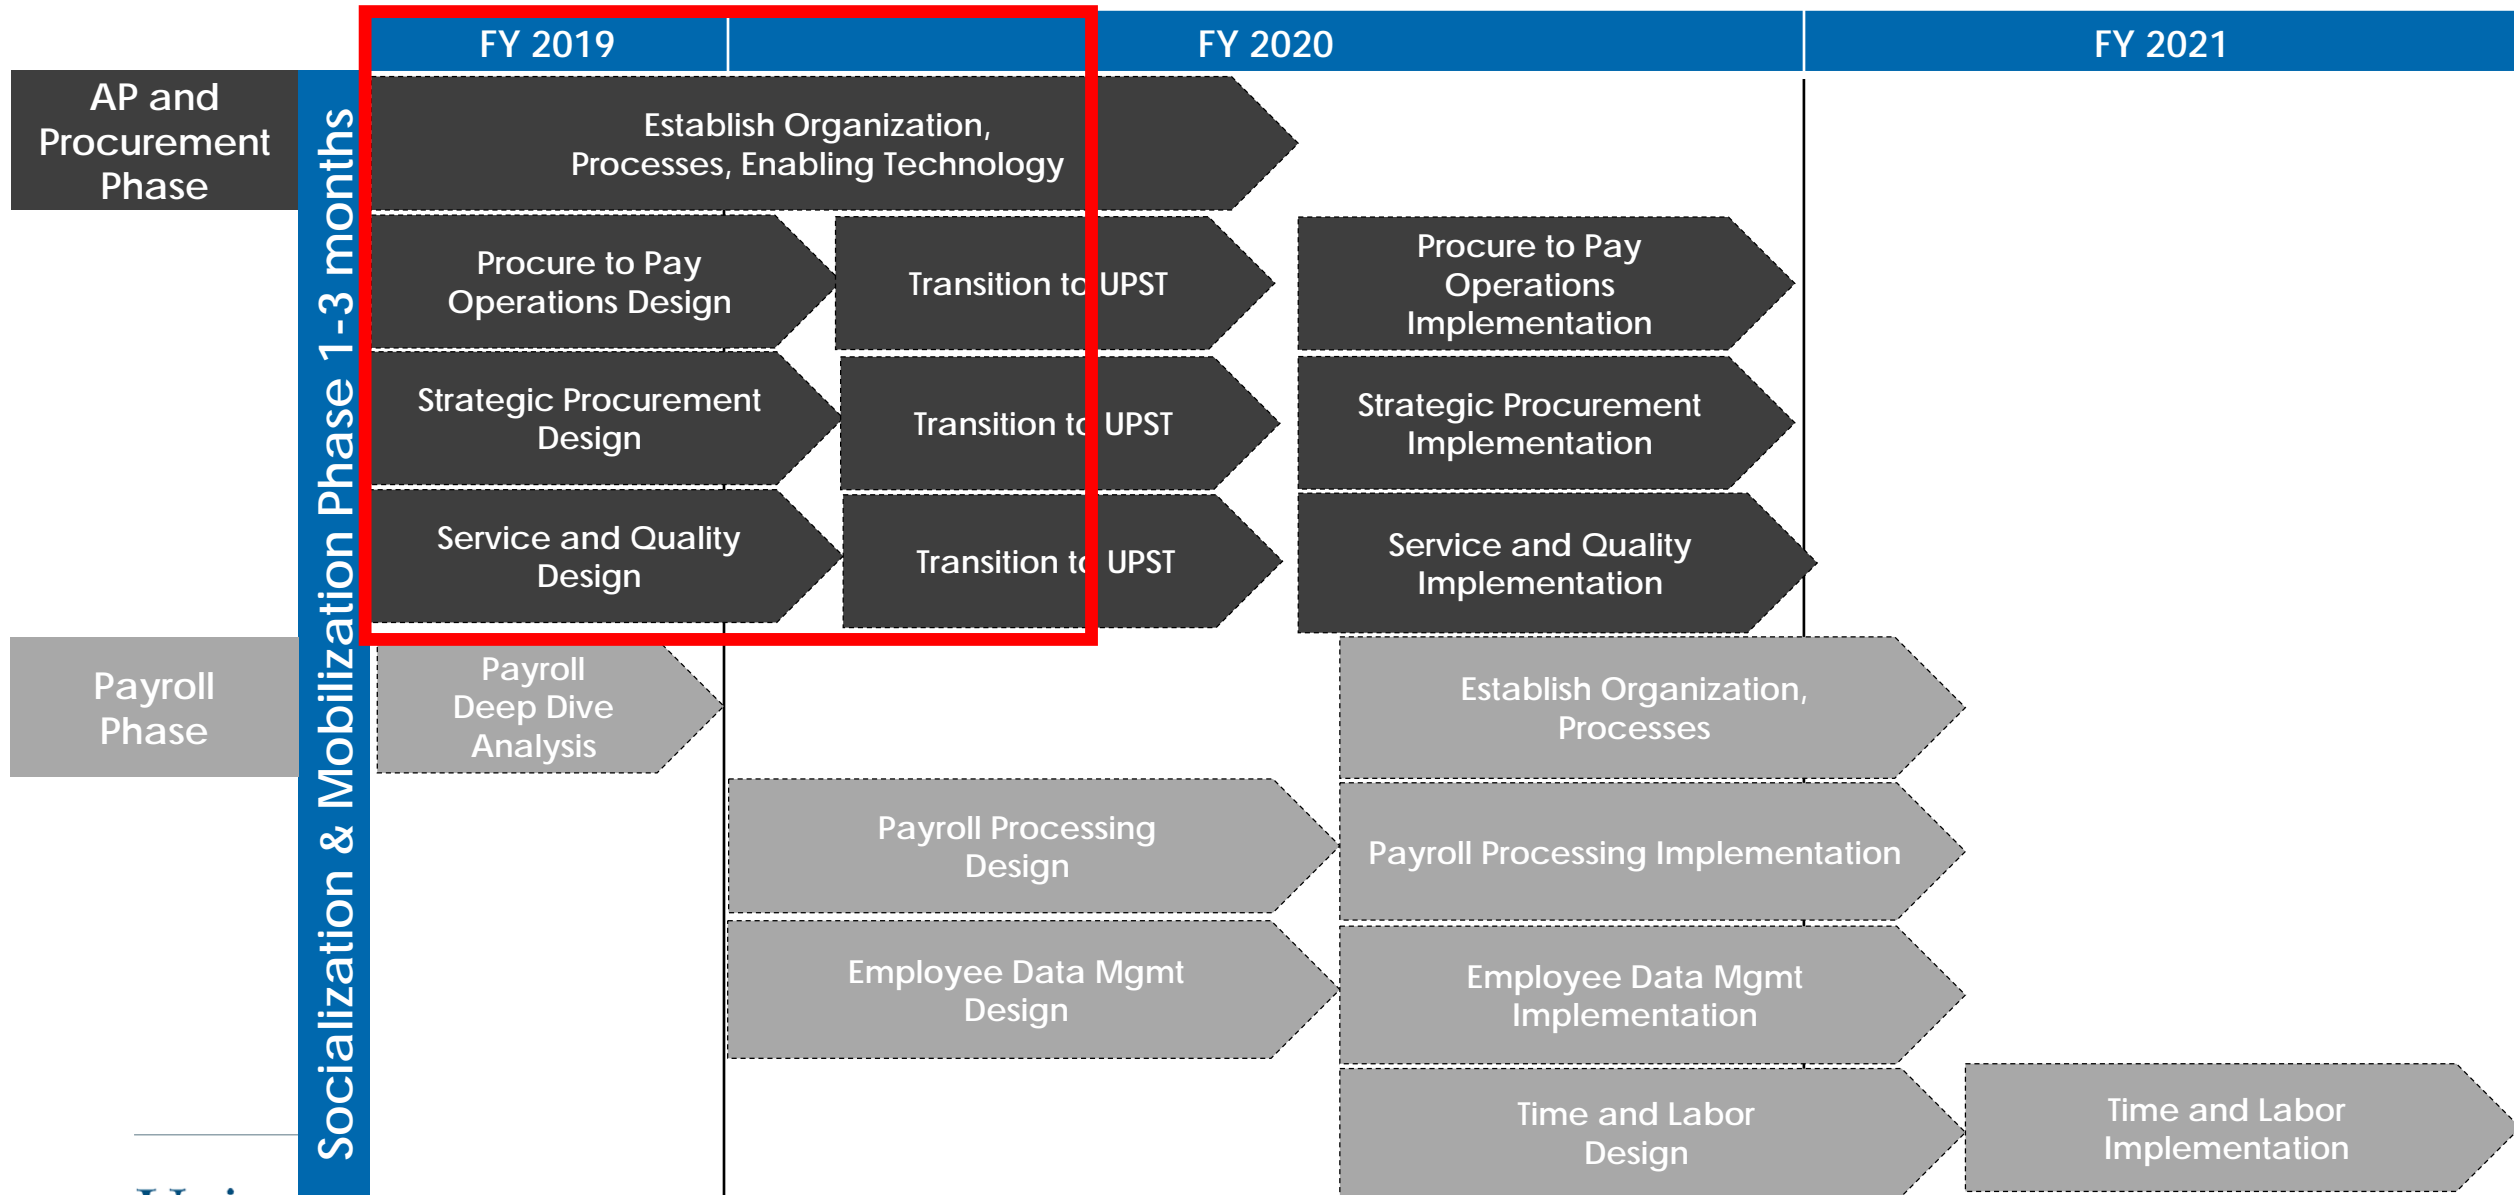 FY 2019
FY 2020
FY 2021
AP and
Procurement
Phase
Socialization & Mobilization Phase 1-3 months
Establish Organization,
Processes, Enabling Technology
Procure to Pay
Operations Design
Transition to UPST
Procure to Pay
Operations
Implementation
Strategic Procurement
Design
Transition to UPST
Strategic Procurement
Implementation
Service and Quality
Design
Transition to UPST
Service and Quality
Implementation
Payroll
Phase
Payroll
Deep Dive
Analysis
Establish Organization,
Processes
Payroll Processing
Design
Payroll Processing Implementation
Employee Data Mgmt
Design
Employee Data Mgmt
Implementation
Time and Labor
Design
Time and Labor
Implementation